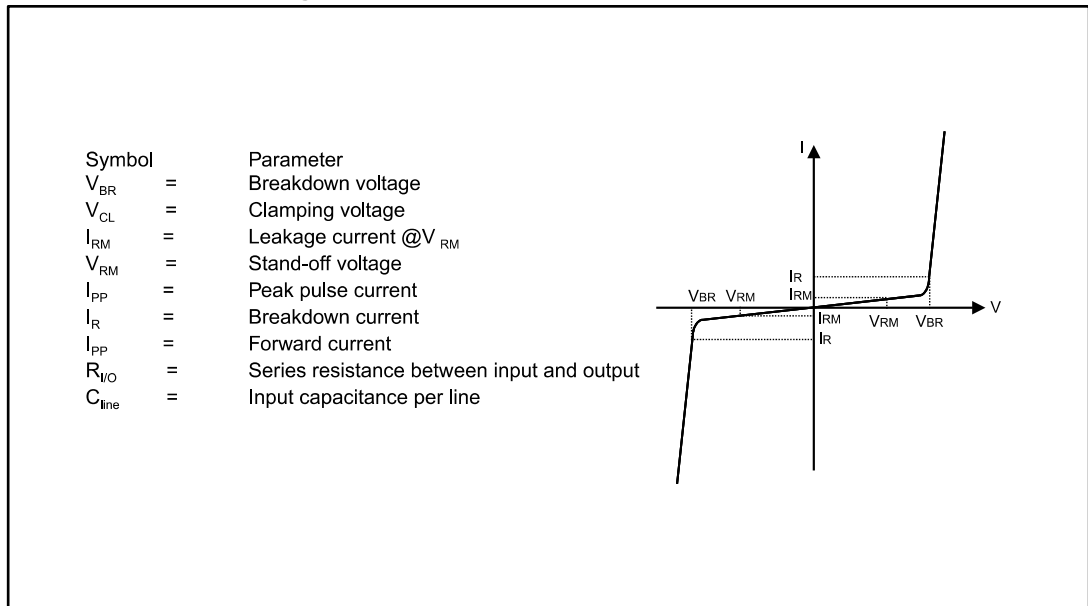 Symbol Parameter
VBR = Breakdown voltage
VCL = Clamping voltage
IRM = Leakage current @VRM
VRM = Stand-off voltage
IPP = Peak pulse current
IR = Breakdown current
IPP = Forward current
RI/O = Series resistance between input and output
Cline = Input capacitance per line
I
IR
VBR VRM IRM
V
IRM VRM VBR
IR